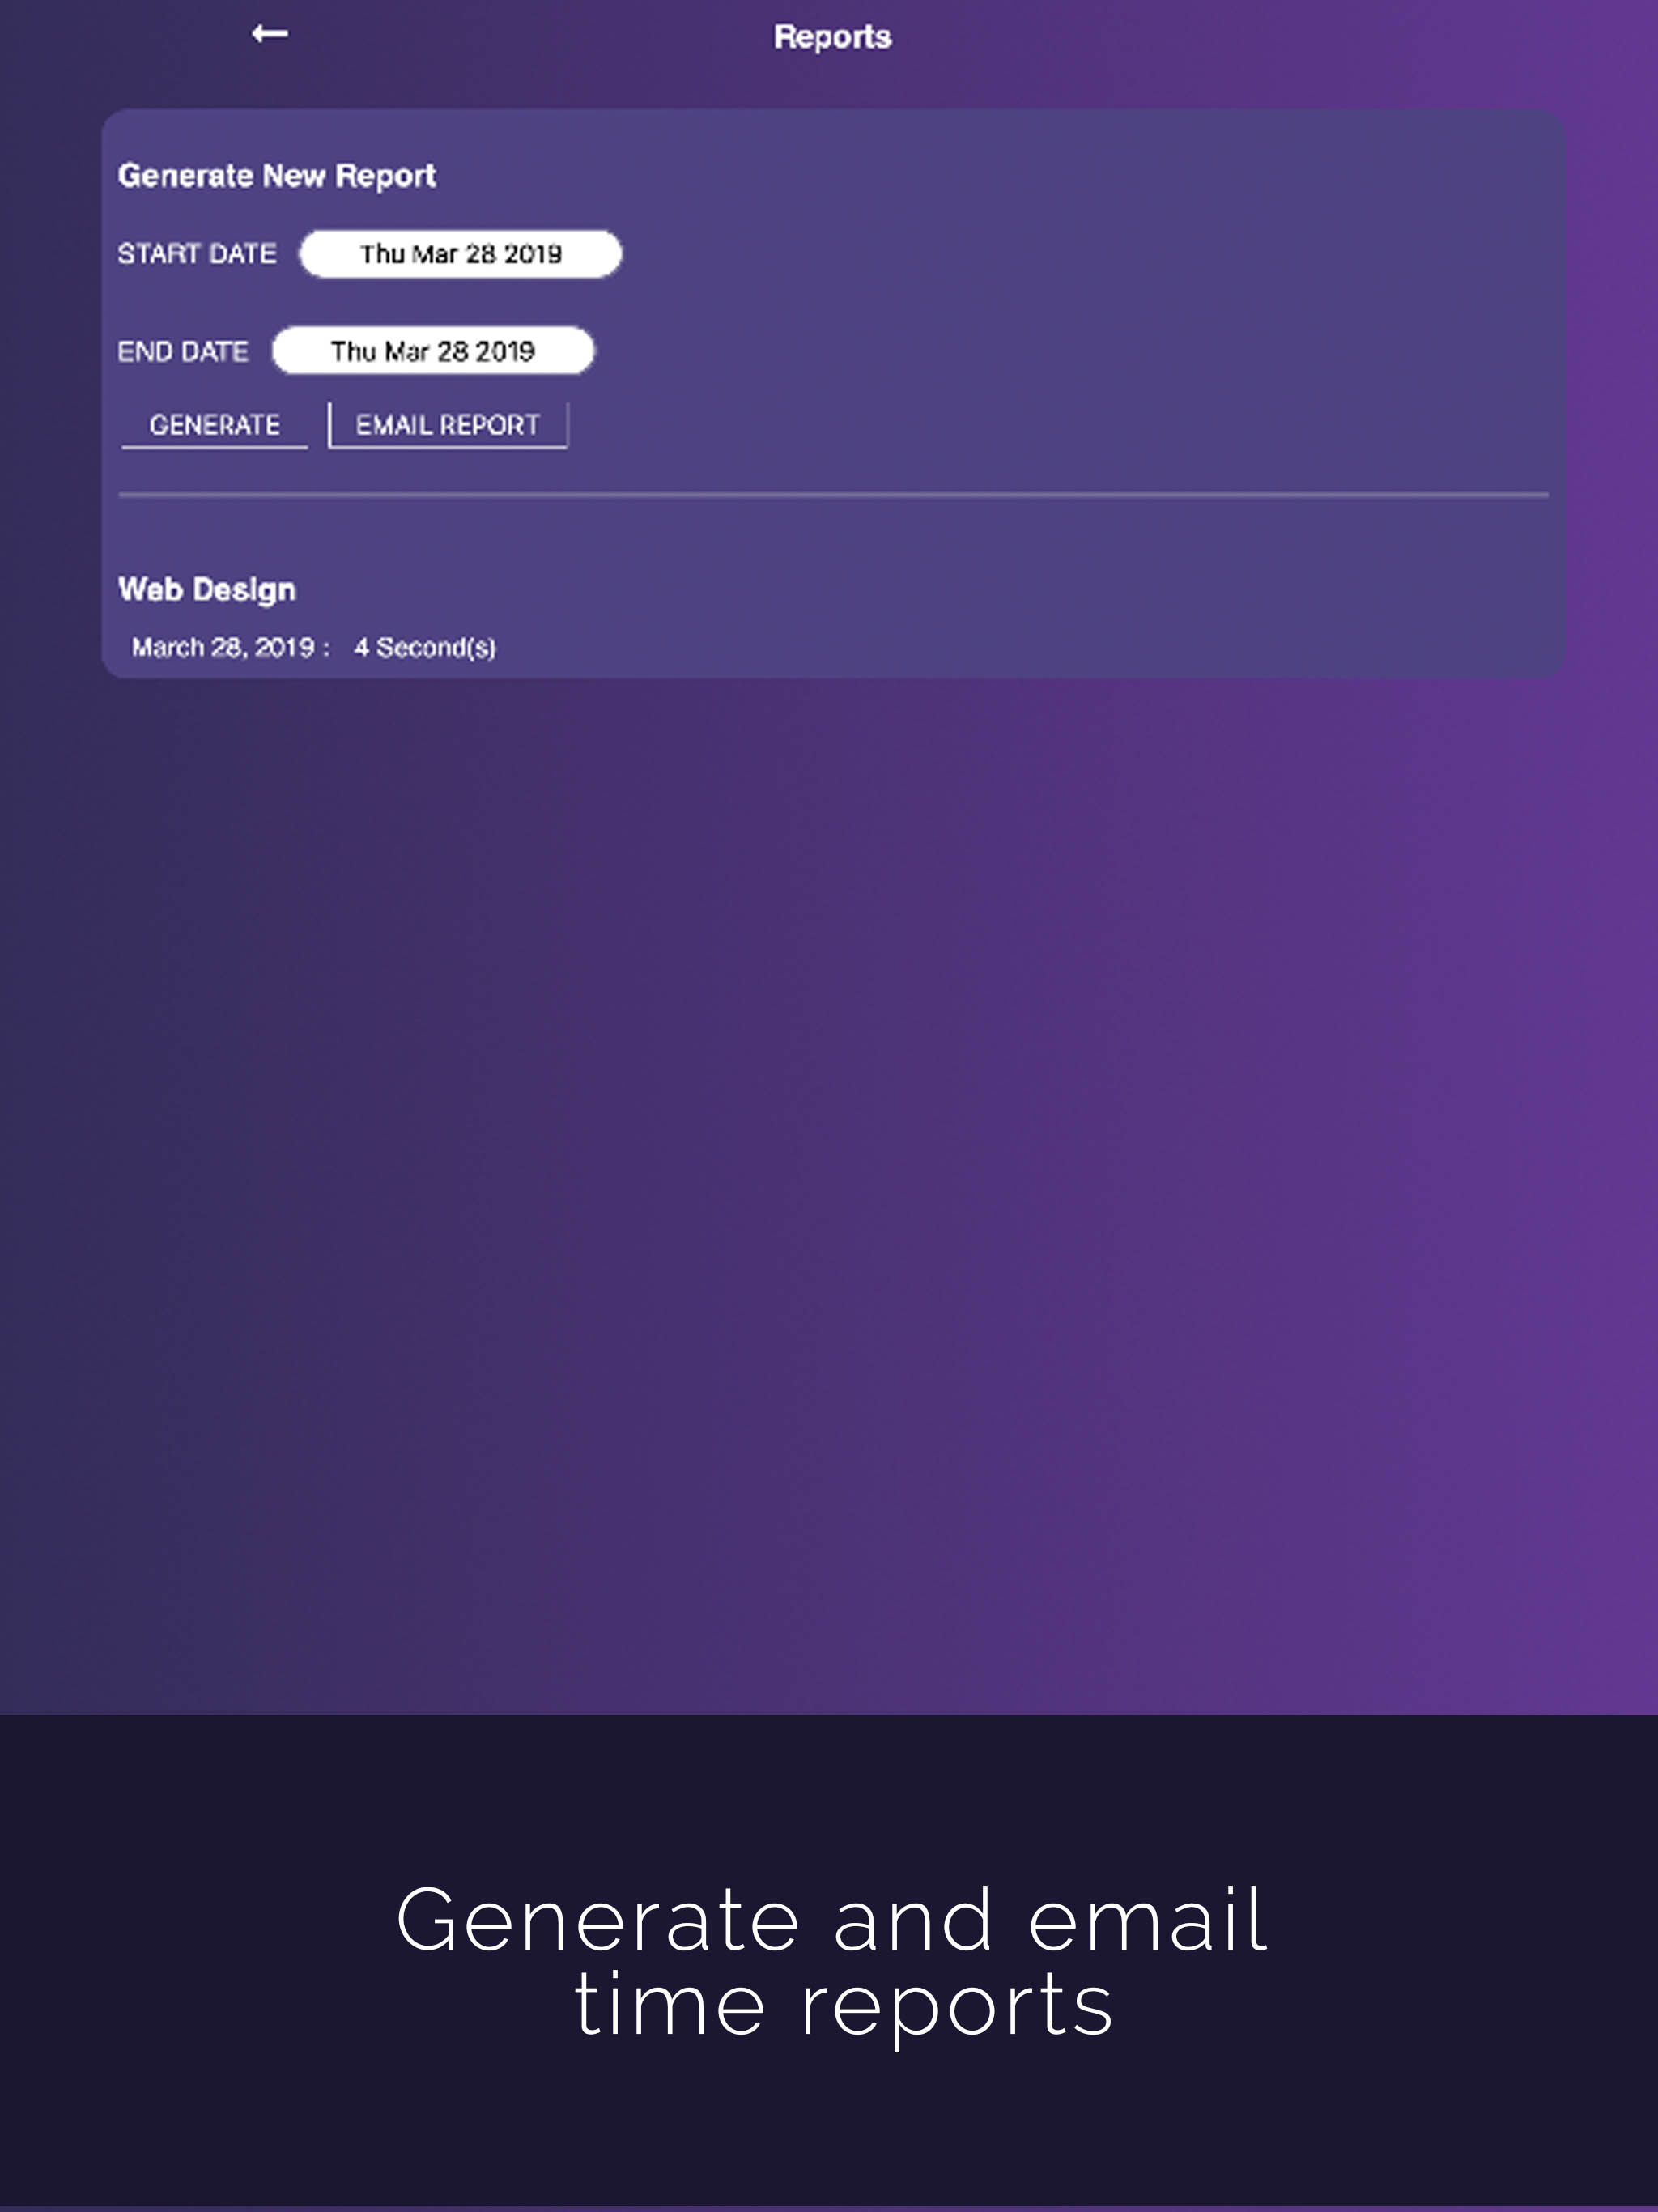 Reports
Generate New Report
START DATE Thu Mar 28 2019
END DATE Thu Mar 28 2019
GENERATE EMAIL REPORT
Web Design
March 28, 2019 : 4 Second(s)
Generate and email
time reports